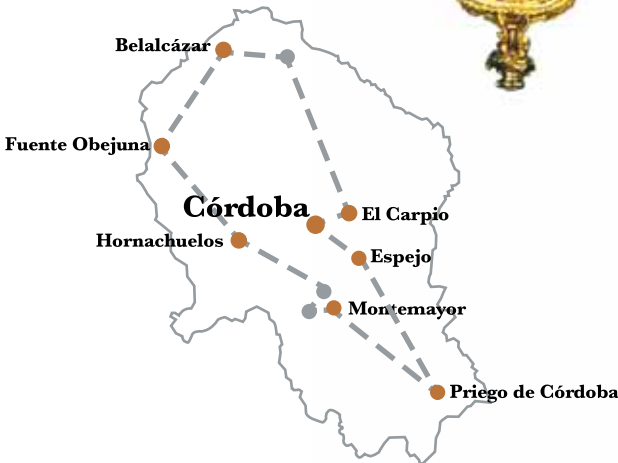 Belalcázar
Fuente Obejuna
Córdoba
El Carpio
Hornachuelos
Espejo
Montemayor
Priego de Córdoba